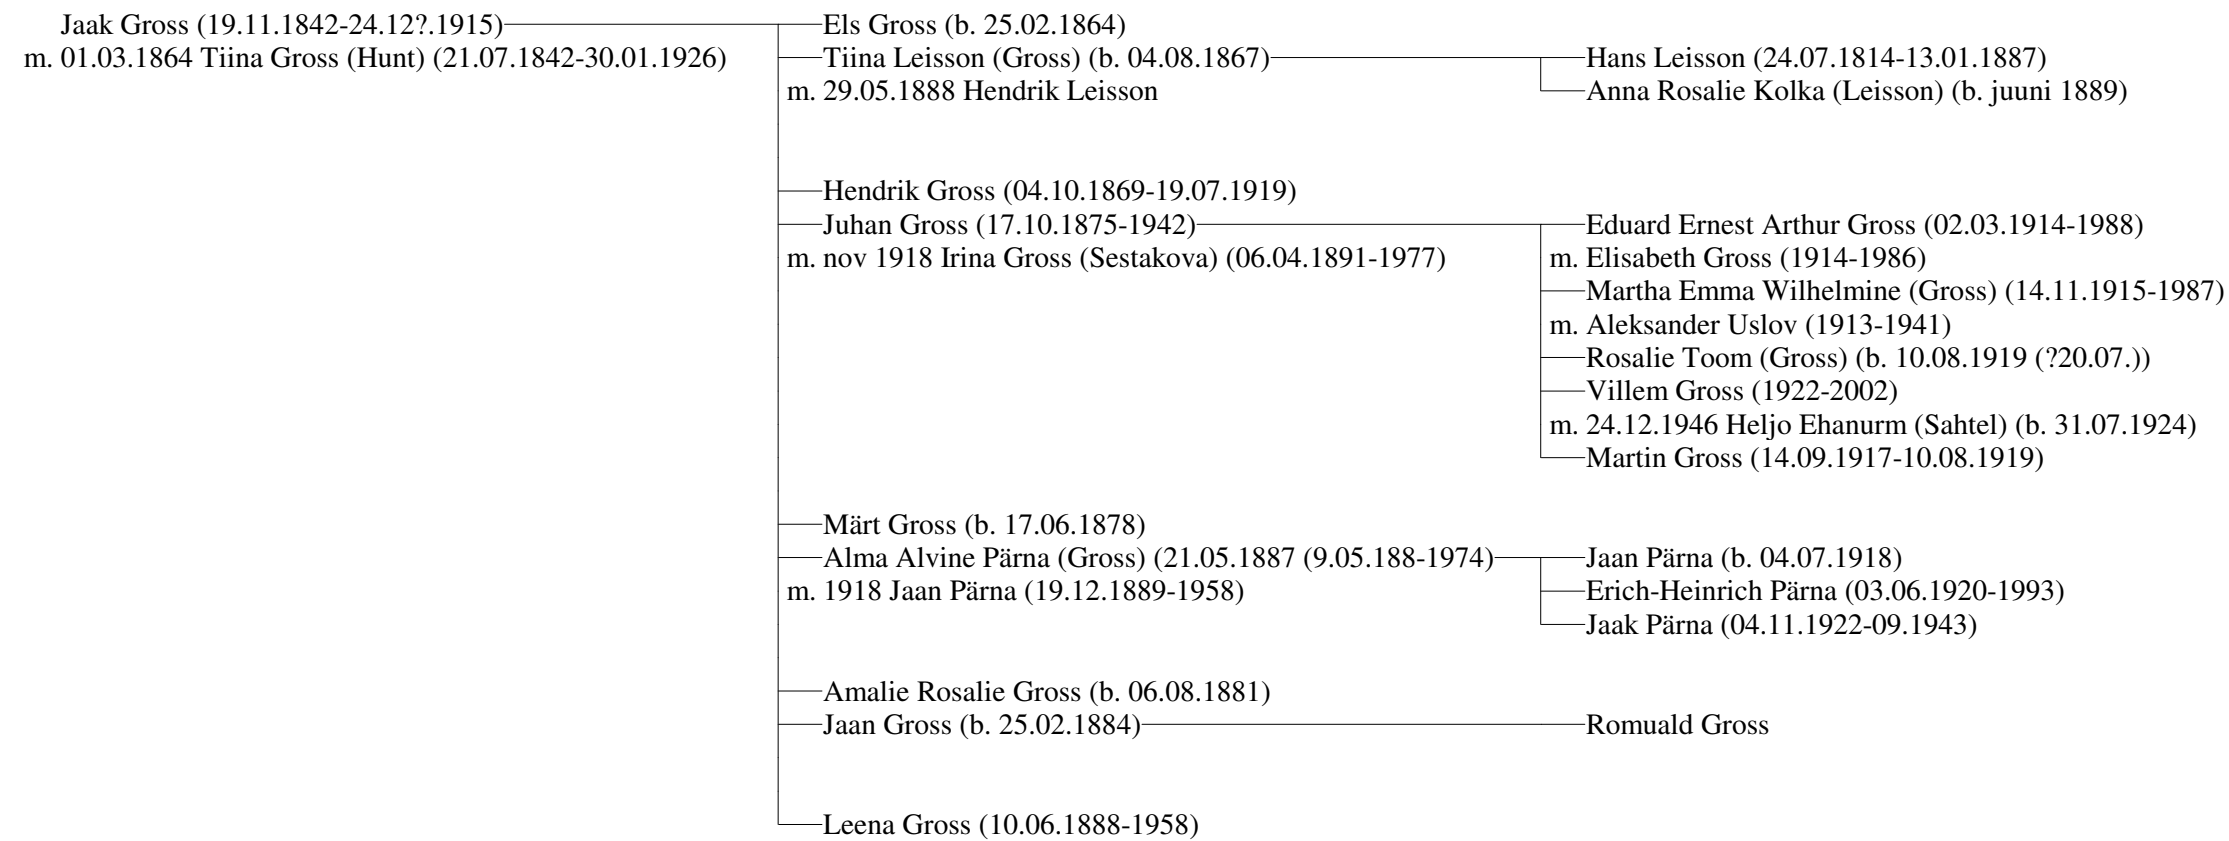 Jaak Gross (19.11.1842-24.12?.1915)
m. 01.03.1864 Tiina Gross (Hunt) (21.07.1842-30.01.1926)
Els Gross (b. 25.02.1864)
Tiina Leisson (Gross) (b. 04.08.1867)
m. 29.05.1888 Hendrik Leisson
Hans Leisson (24.07.1814-13.01.1887)
Anna Rosalie Kolka (Leisson) (b. juuni 1889)
Hendrik Gross (04.10.1869-19.07.1919)
Juhan Gross (17.10.1875-1942)
m. nov 1918 Irina Gross (Sestakova) (06.04.1891-1977)
Eduard Ernest Arthur Gross (02.03.1914-1988)
m. Elisabeth Gross (1914-1986)
Martha Emma Wilhelmine (Gross) (14.11.1915-1987)
m. Aleksander Uslov (1913-1941)
Rosalie Toom (Gross) (b. 10.08.1919 (?20.07.))
Villem Gross (1922-2002)
m. 24.12.1946 Heljo Ehanurm (Sahtel) (b. 31.07.1924)
Martin Gross (14.09.1917-10.08.1919)
Märt Gross (b. 17.06.1878)
Alma Alvine Pärna (Gross) (21.05.1887 (9.05.188-1974)
m. 1918 Jaan Pärna (19.12.1889-1958)
Jaan Pärna (b. 04.07.1918)
Erich-Heinrich Pärna (03.06.1920-1993)
Jaak Pärna (04.11.1922-09.1943)
Amalie Rosalie Gross (b. 06.08.1881)
Jaan Gross (b. 25.02.1884)
Romuald Gross
Leena Gross (10.06.1888-1958)